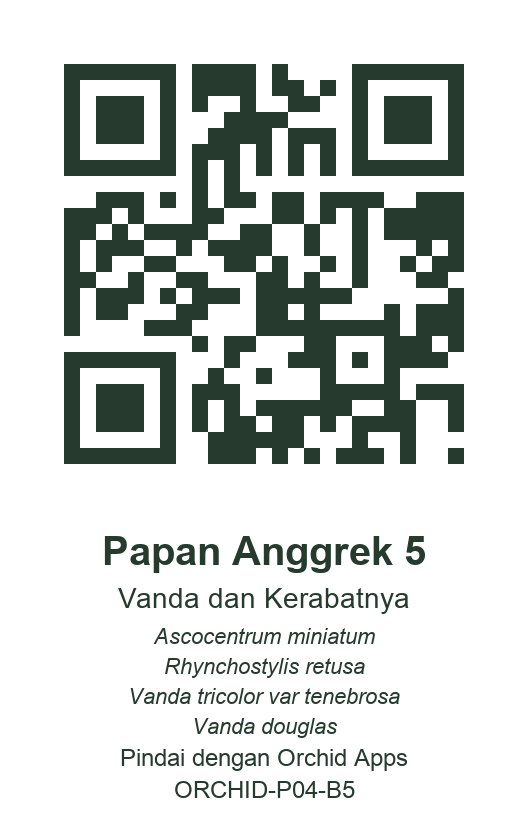 Papan Anggrek 5
Vanda dan Kerabatnya
Ascocentrum miniatum
Rhynchostylis retusa
Vanda tricolor var tenebrosa
Vanda douglas
Pindai dengan Orchid Apps
ORCHID-P04-B5